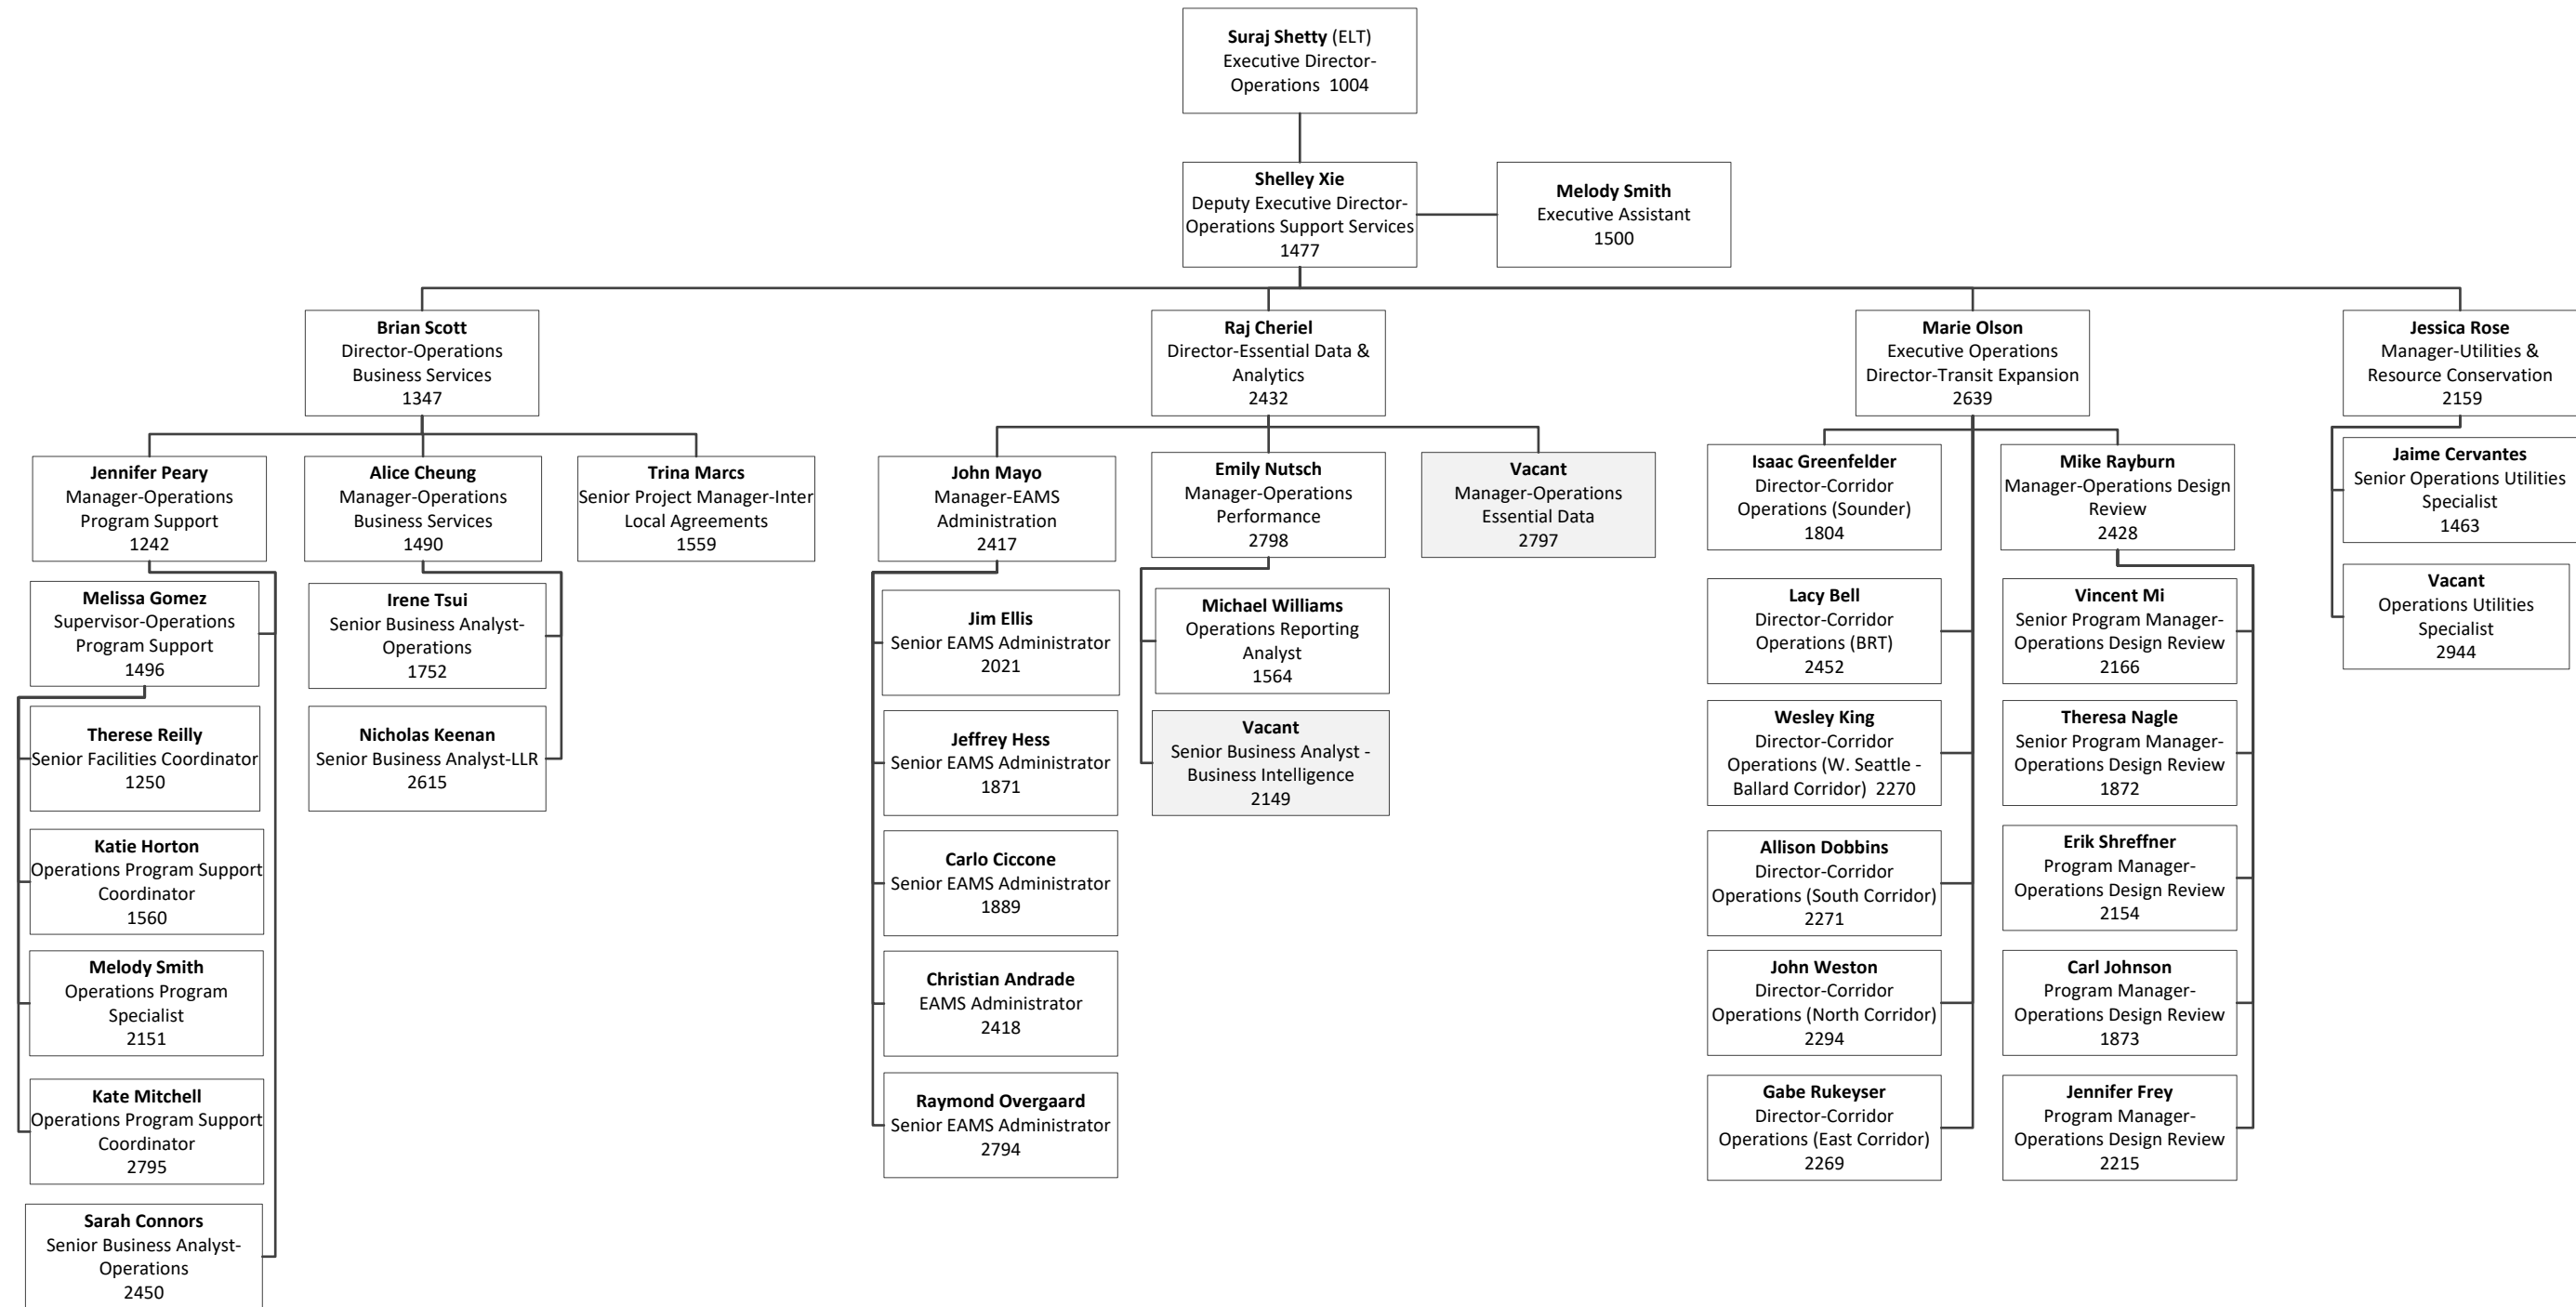 Suraj Shetty (ELT)
Executive Director-
Operations  1004
Shelley Xie
Deputy Executive Director-
Operations Support Services
1477
Melody Smith
Executive Assistant
1500
Brian Scott
Director-Operations
Business Services
1347
Raj Cheriel
Director-Essential Data &
Analytics
2432
Marie Olson
Executive Operations
Director-Transit Expansion
2639
Jessica Rose
Manager-Utilities &
Resource Conservation
2159
Jennifer Peary
Manager-Operations
Program Support
1242
Alice Cheung
Manager-Operations
Business Services
1490
Trina Marcs
Senior Project Manager-Inter
Local Agreements
1559
John Mayo
Manager-EAMS
Administration
2417
Emily Nutsch
Manager-Operations
Performance
2798
Vacant
Manager-Operations
Essential Data
2797
Isaac Greenfelder
Director-Corridor
Operations (Sounder)
1804
Mike Rayburn
Manager-Operations Design
Review
2428
Jaime Cervantes
Senior Operations Utilities
Specialist
1463
Vacant
Operations Utilities
Specialist
2944
Melissa Gomez
Supervisor-Operations
Program Support
1496
Therese Reilly
Senior Facilities Coordinator
1250
Katie Horton
Operations Program Support
Coordinator
1560
Melody Smith
Operations Program
Specialist
2151
Kate Mitchell
Operations Program Support
Coordinator
2795
Sarah Connors
Senior Business Analyst-
Operations
2450
Irene Tsui
Senior Business Analyst-
Operations
1752
Nicholas Keenan
Senior Business Analyst-LLR
2615
Jim Ellis
Senior EAMS Administrator
2021
Jeffrey Hess
Senior EAMS Administrator
1871
Carlo Ciccone
Senior EAMS Administrator
1889
Christian Andrade
EAMS Administrator
2418
Raymond Overgaard
Senior EAMS Administrator
2794
Michael Williams
Operations Reporting
Analyst
1564
Vacant
Senior Business Analyst -
Business Intelligence
2149
Lacy Bell
Director-Corridor
Operations (BRT)
2452
Wesley King
Director-Corridor
Operations (W. Seattle -
Ballard Corridor)  2270
Allison Dobbins
Director-Corridor
Operations (South Corridor)
2271
John Weston
Director-Corridor
Operations (North Corridor)
2294
Gabe Rukeyser
Director-Corridor
Operations (East Corridor)
2269
Vincent Mi
Senior Program Manager-
Operations Design Review
2166
Theresa Nagle
Senior Program Manager-
Operations Design Review
1872
Erik Shreffner
Program Manager-
Operations Design Review
2154
Carl Johnson
Program Manager-
Operations Design Review
1873
Jennifer Frey
Program Manager-
Operations Design Review
2215